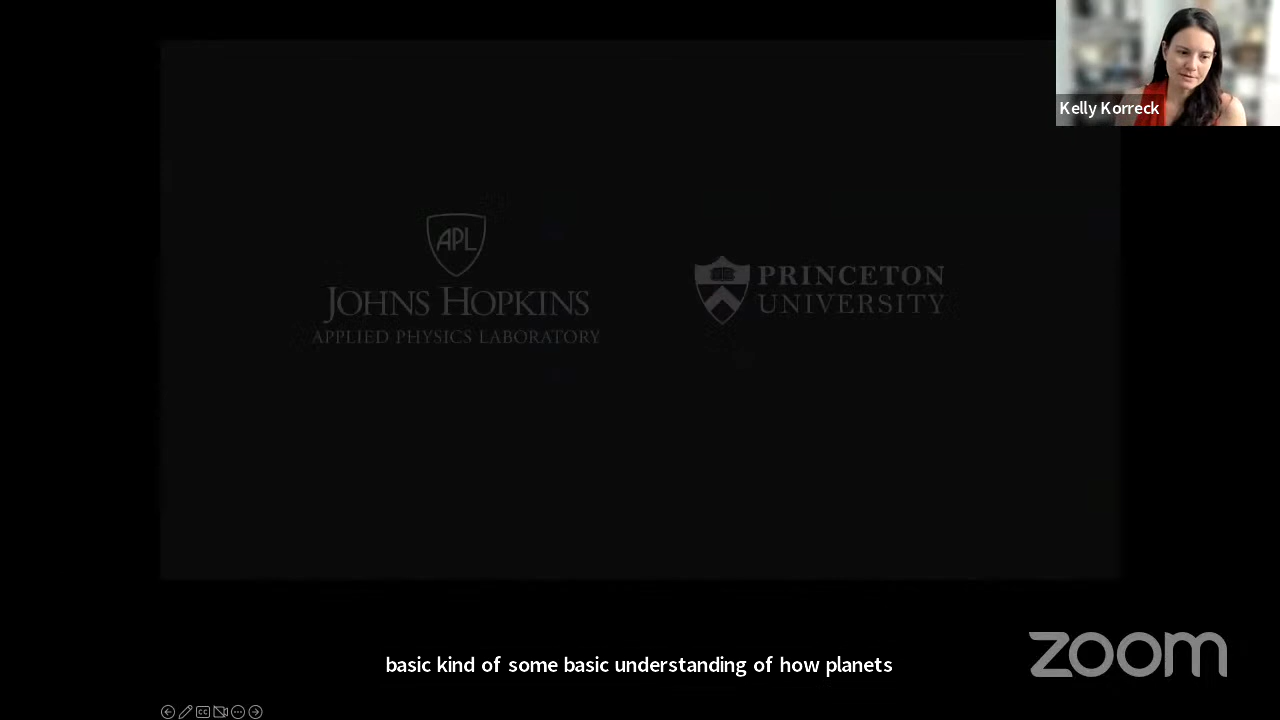 Kelly Korreck
APL
JOHNS HOPKINS
APPLIED PHYSICS LABORATORY
PRINCETON
UNIVERSITY
basic kind of some basic understanding of how planets
zoom
CC